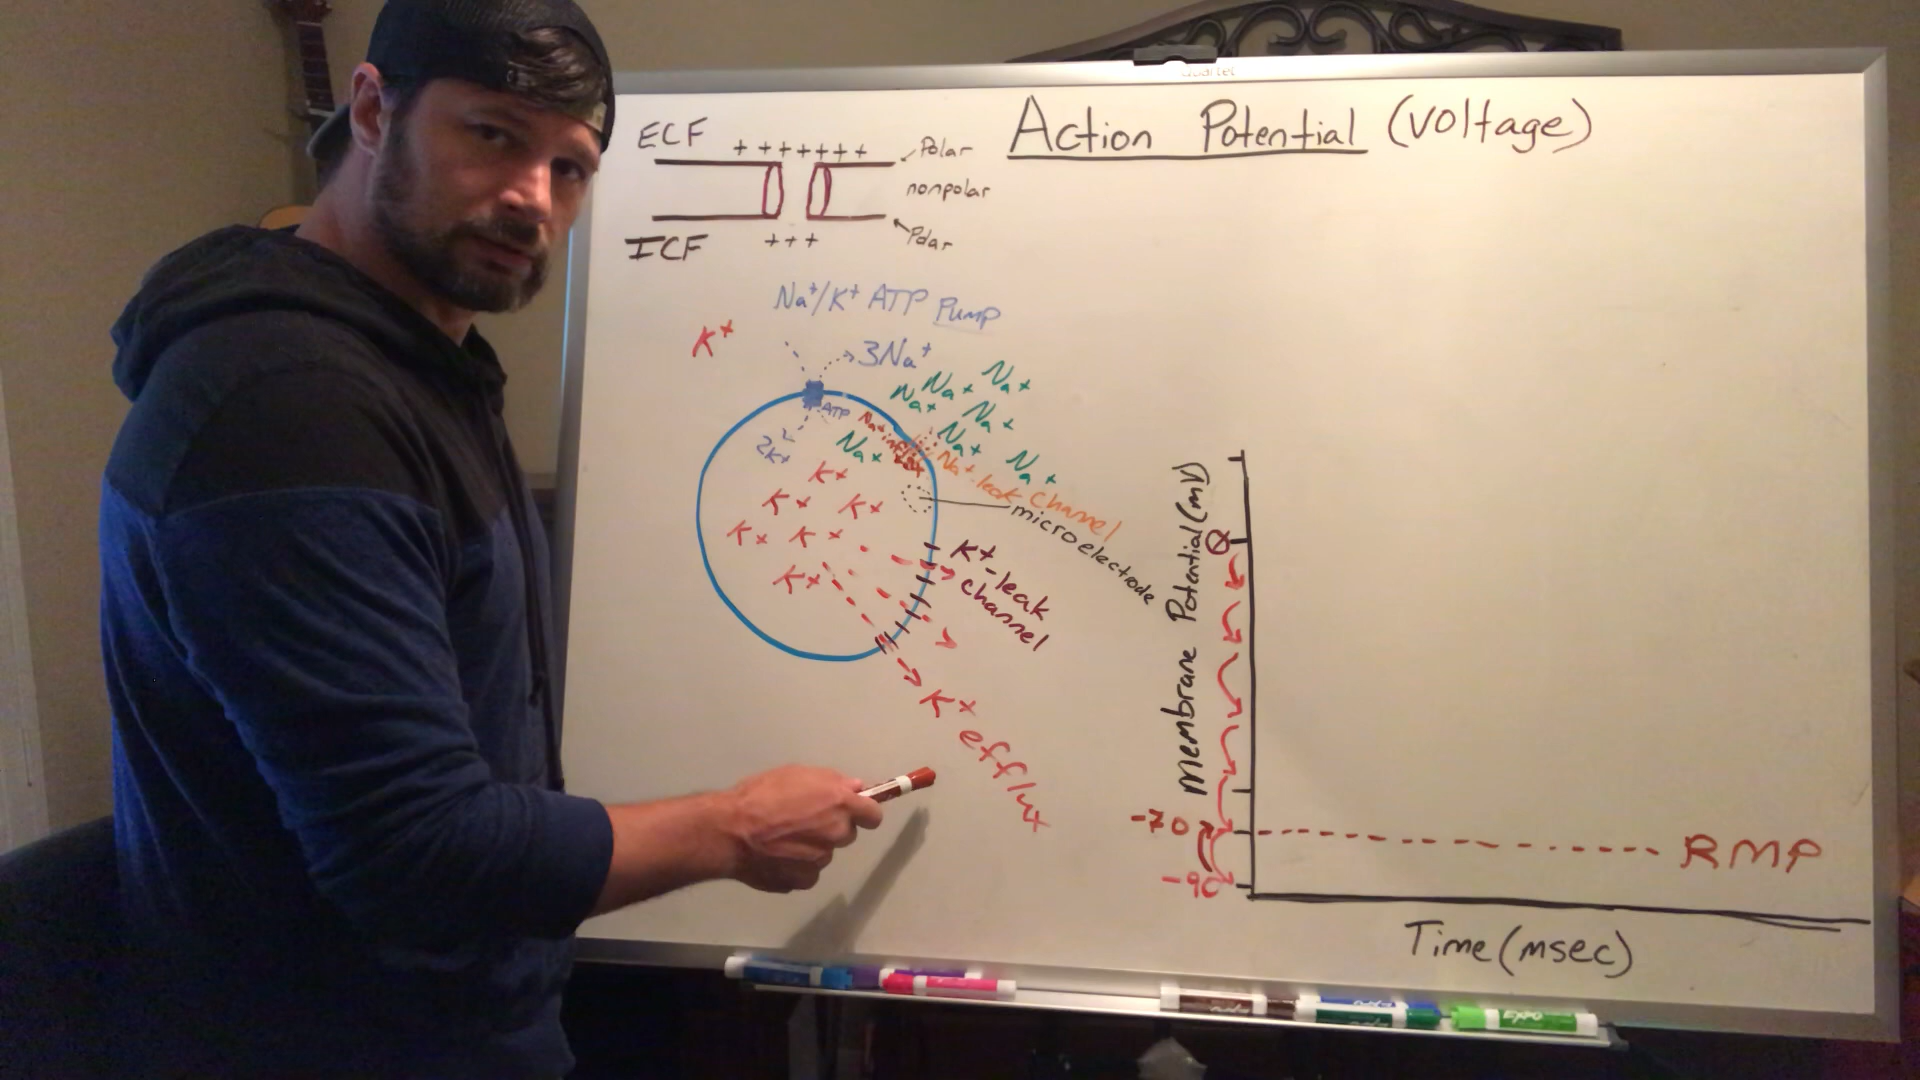 Quartet
Action Potential (voltage)
ECF
+ + + + + + +
Polar
nonpolar
Polar
ICF
+ + +
Na+/K+ ATP Pump
K+
3Na+
ATP
2K+
Na+ influx
Na+
Na+
Na+
Na+
Na+
Na+
Na+
Na+ leak channel
microelectrode
K+
K+
K+
K+
K+
K+
K+-leak
channel
K+
efflux
Membrane Potential (mV)
0
-70
-90
RMP
Time (msec)
EXPO